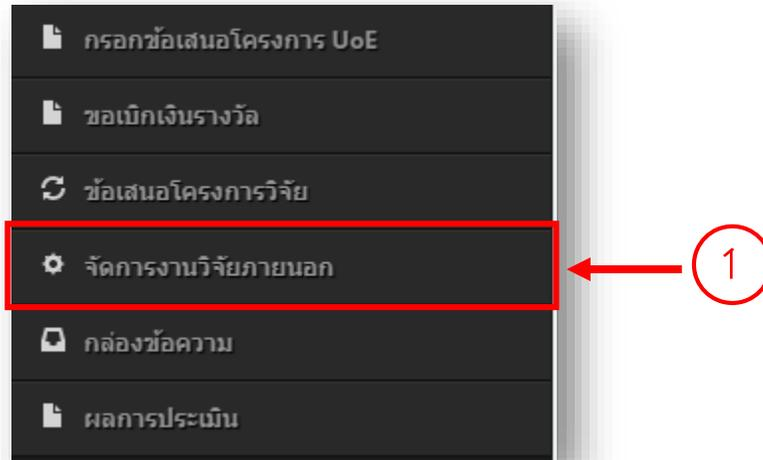 กรอกข้อเสนอโครงการ UoE
ขอเบิกเงินรางวัล
ข้อเสนอโครงการวิจัย
จัดการงานวิจัยภายนอก
1
กล่องข้อความ
ผลการประเมิน